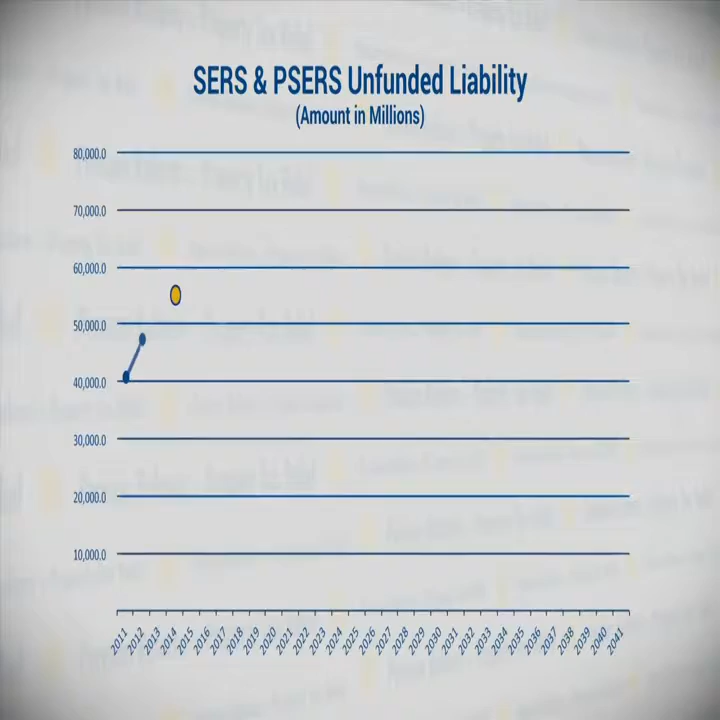 SERS & PSERS Unfunded Liability
(Amount in Millions)
80,000.0
70,000.0
60,000.0
50,000.0
40,000.0
30,000.0
20,000.0
10,000.0
2011 2012 2013 2014 2015 2016 2017 2018 2019 2020 2021 2022 2023 2024 2025 2026 2027 2028 2029 2030 2031 2032 2033 2034 2035 2036 2037 2038 2039 2040 2041